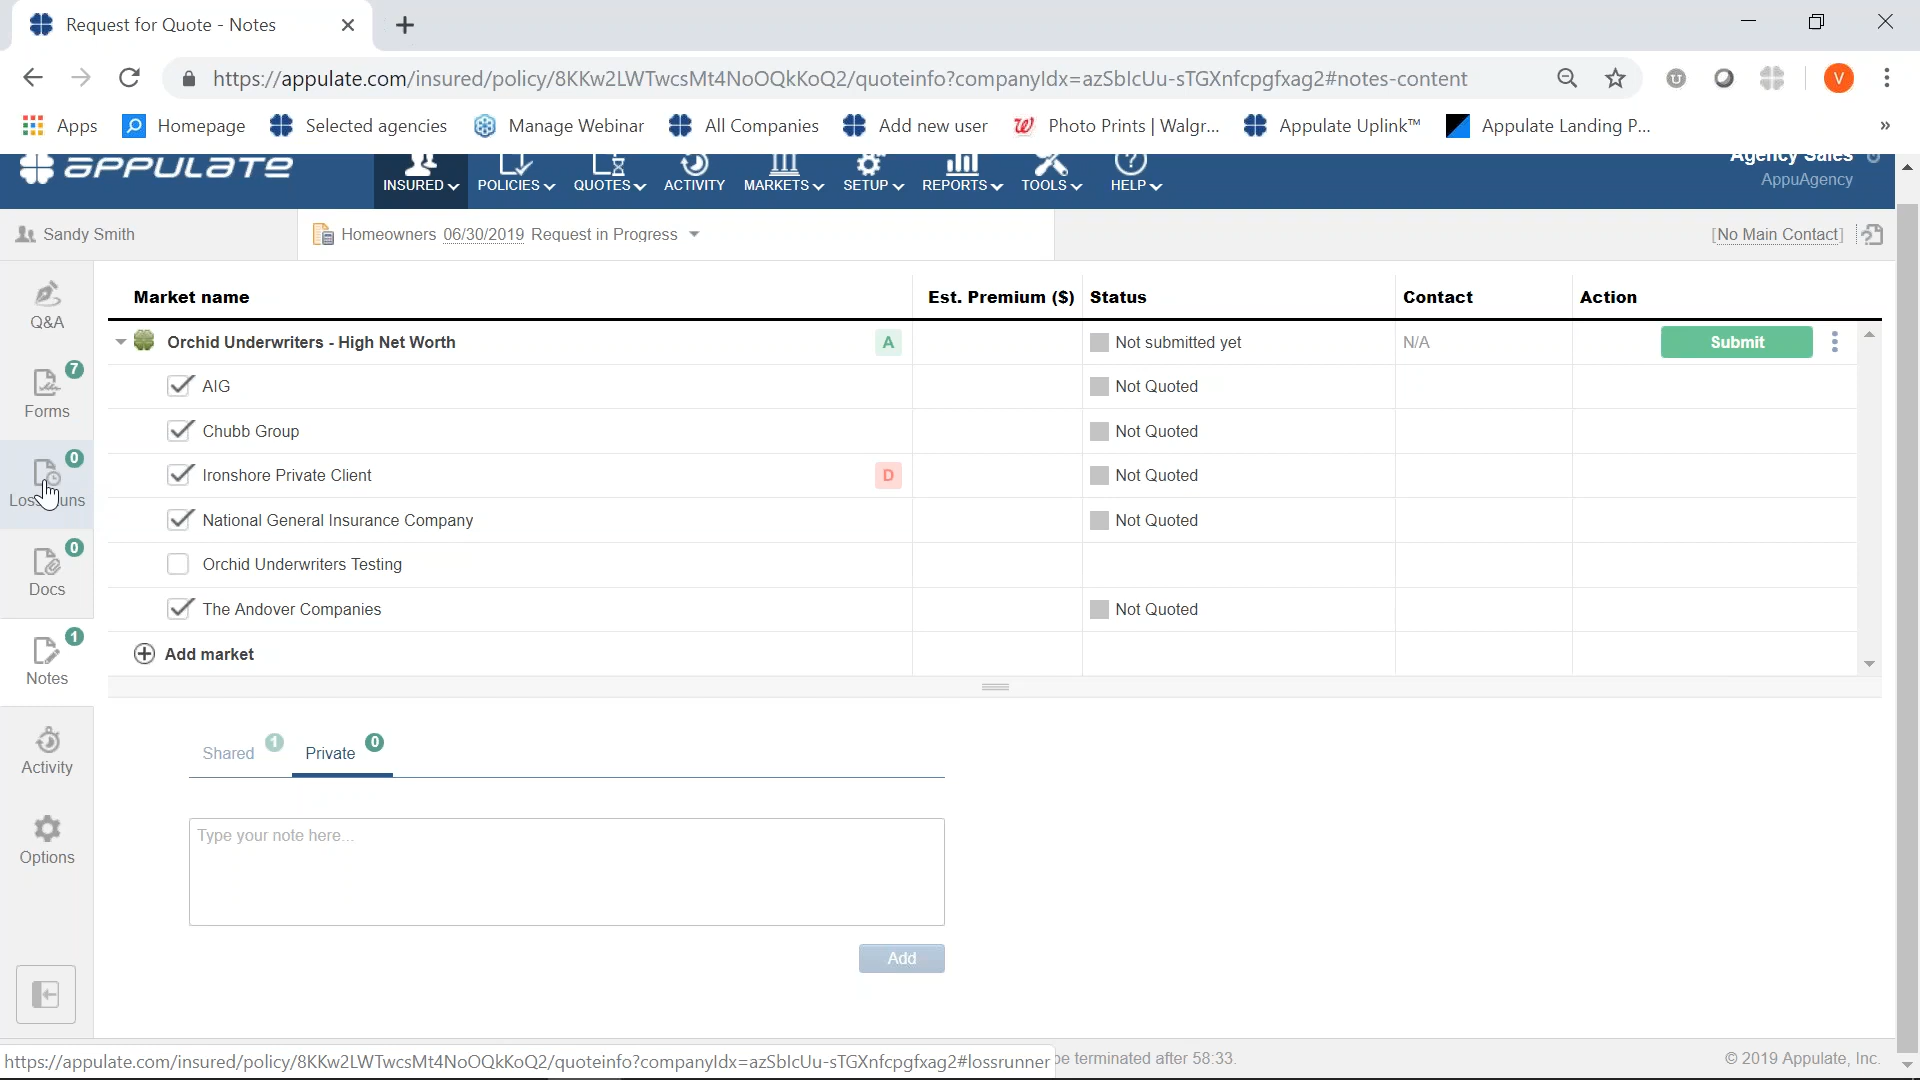 Request for Quote - Notes
https://appulate.com/insured/policy/8KKw2LWTwcsMt4NoOQkKoQ2/quoteinfo?companyIdx=azSbIcUu-sTGXnfcpgfxag2#notes-content
V
Apps Homepage Selected agencies Manage Webinar All Companies Add new user Photo Prints | Walgr... Appulate Uplink™ Appulate Landing P... »
APPULATE INSURED POLICIES QUOTES ACTIVITY MARKETS SETUP REPORTS TOOLS HELP Agency Sales
AppuAgency
Sandy Smith Homeowners 06/30/2019 Request in Progress [No Main Contact]
Market name Est. Premium ($) Status Contact Action
Q&A
Orchid Underwriters - High Net Worth A Not submitted yet N/A Submit
7
Forms
AIG Not Quoted
Chubb Group Not Quoted
0
Ironshore Private Client D Not Quoted
National General Insurance Company Not Quoted
0
Docs
Orchid Underwriters Testing
The Andover Companies Not Quoted
1
Notes
Add market
Shared 1 Private 0
Activity
Type your note here...
Options
Add
https://appulate.com/insured/policy/8KKw2LWTwcsMt4NoOQkKoQ2/quoteinfo?companyIdx=azSbIcUu-sTGXnfcpgfxag2#lossrunner be terminated after 58:33. © 2019 Appulate, Inc.